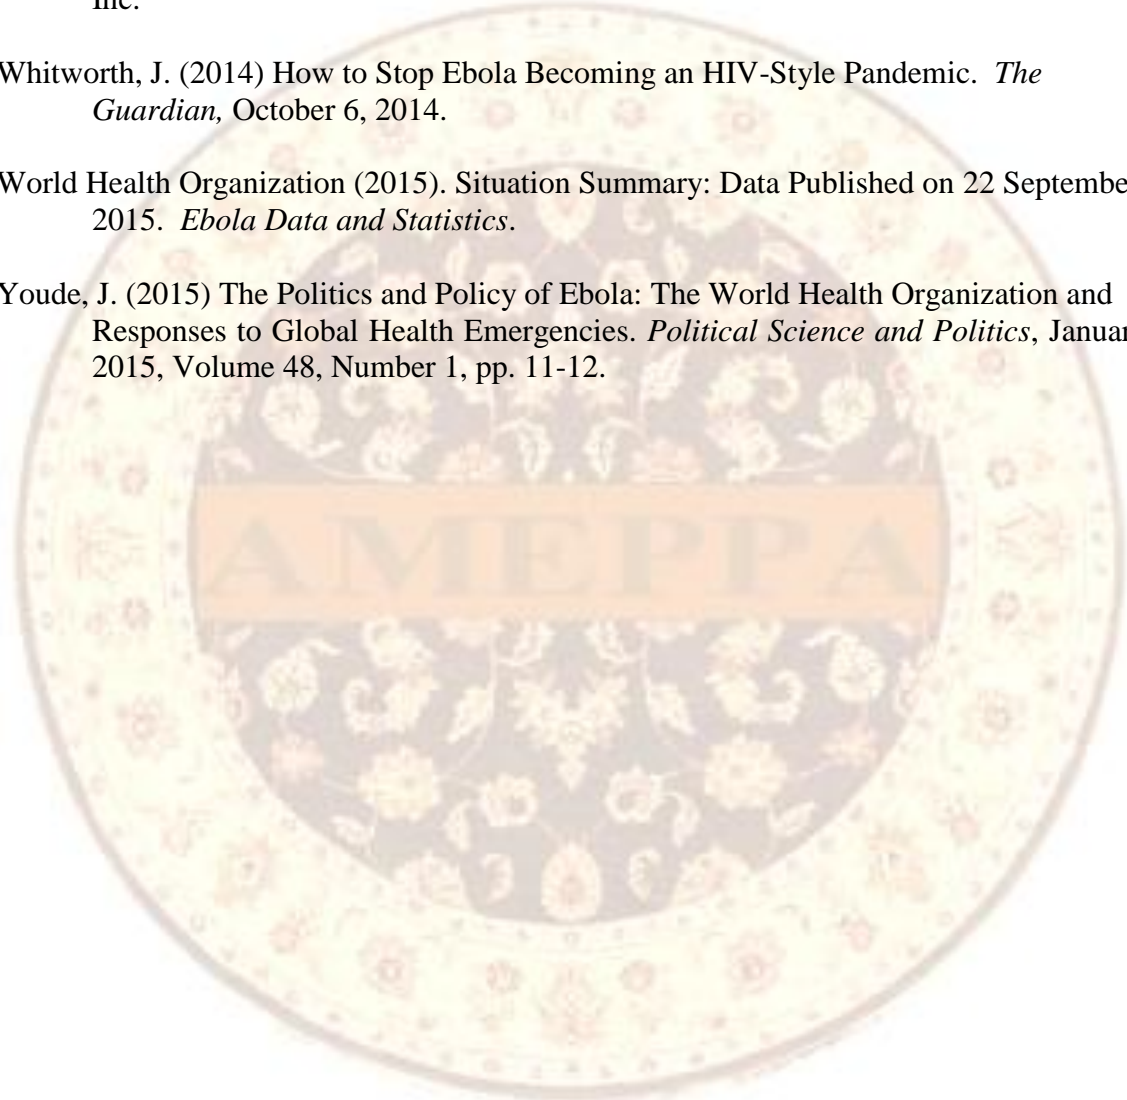 Inc.
Whitworth, J. (2014) How to Stop Ebola Becoming an HIV-Style Pandemic. The
Guardian, October 6, 2014.
World Health Organization (2015). Situation Summary: Data Published on 22 Septembe
2015. Ebola Data and Statistics.
Youde, J. (2015) The Politics and Policy of Ebola: The World Health Organization and
Responses to Global Health Emergencies. Political Science and Politics, Januar
2015, Volume 48, Number 1, pp. 11-12.
AMEPPA